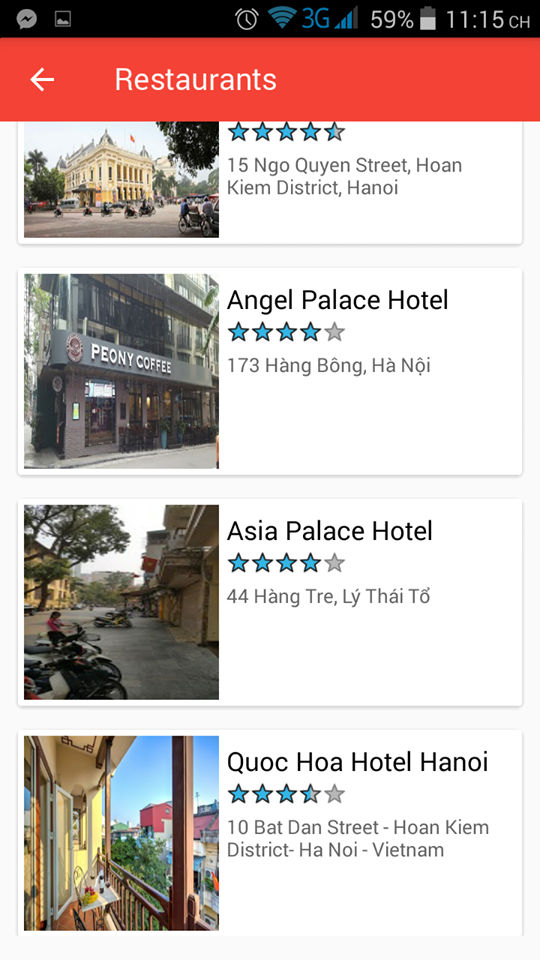 3G 59% 11:15 CH
Restaurants
15 Ngo Quyen Street, Hoan
Kiem District, Hanoi
PEONY COFFEE
Angel Palace Hotel
173 Hàng Bông, Hà Nội
Asia Palace Hotel
44 Hàng Tre, Lý Thái Tổ
Quoc Hoa Hotel Hanoi
10 Bat Dan Street - Hoan Kiem
District- Ha Noi - Vietnam